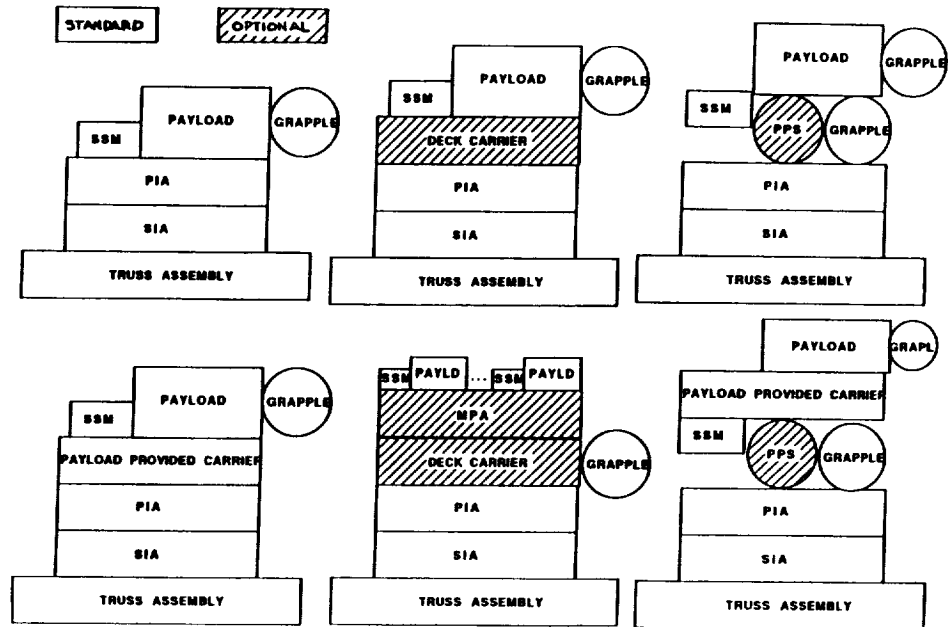 STANDARD
OPTIONAL
PAYLOAD
GRAPPLE
SSM
PIA
SIA
TRUSS ASSEMBLY
PAYLOAD
GRAPPLE
SSM
DECK CARRIER
PIA
SIA
TRUSS ASSEMBLY
PAYLOAD
GRAPPLE
SSM
PPS
GRAPPLE
PIA
SIA
TRUSS ASSEMBLY
PAYLOAD
GRAPPLE
SSM
PAYLOAD PROVIDED CARRIER
PIA
SIA
TRUSS ASSEMBLY
SSM PAYLD ... SSM PAYLD
MPA
DECK CARRIER
GRAPPLE
PIA
SIA
TRUSS ASSEMBLY
PAYLOAD
GRAPL
PAYLOAD PROVIDED CARRIER
SSM
PPS
GRAPPLE
PIA
SIA
TRUSS ASSEMBLY